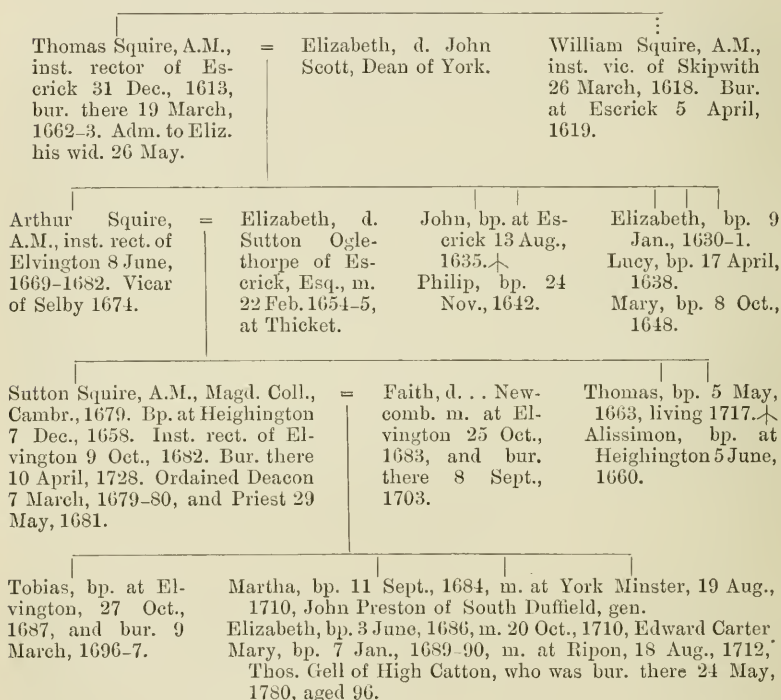 Thomas Squire, A.M.,
inst. rector of Es-
crick 31 Dec., 1613,
bur. there 19 March,
1662–3. Adm. to Eliz.
his wid. 26 May.
=
Elizabeth, d. John
Scott, Dean of York.
William Squire, A.M.,
inst. vic. of Skipwith
26 March, 1618. Bur.
at Escrick 5 April,
1619.
Arthur Squire,
A.M., inst. rect. of
Elvington 8 June,
1669–1682. Vicar
of Selby 1674.
=
Elizabeth, d.
Sutton Ogle-
thorpe of Es-
crick, Esq., m.
22 Feb. 1654–5,
at Thicket.
John, bp. at Es-
crick 13 Aug.,
1635.
Philip, bp. 24
Nov., 1642.
Elizabeth, bp. 9
Jan., 1630–1.
Lucy, bp. 17 April,
1638.
Mary, bp. 8 Oct.,
1648.
Sutton Squire, A.M., Magd. Coll.,
Cambr., 1679. Bp. at Heighington
7 Dec., 1658. Inst. rect. of El-
vington 9 Oct., 1682. Bur. there
10 April, 1728. Ordained Deacon
7 March, 1679–80, and Priest 29
May, 1681.
=
Faith, d. . . New-
comb. m. at El-
vington 25 Oct.,
1683, and bur.
there 8 Sept.,
1703.
Thomas, bp. 5 May,
1663, living 1717.
Alissimon, bp. at
Heighington 5 June,
1660.
Tobias, bp. at El-
vington, 27 Oct.,
1687, and bur. 9
March, 1696–7.
Martha, bp. 11 Sept., 1684, m. at York Minster, 19 Aug.,
1710, John Preston of South Duffield, gen.
Elizabeth, bp. 3 June, 1686, m. 20 Oct., 1710, Edward Carter
Mary, bp. 7 Jan., 1689–90, m. at Ripon, 18 Aug., 1712,
Thos. Gell of High Catton, who was bur. there 24 May,
1780, aged 96.